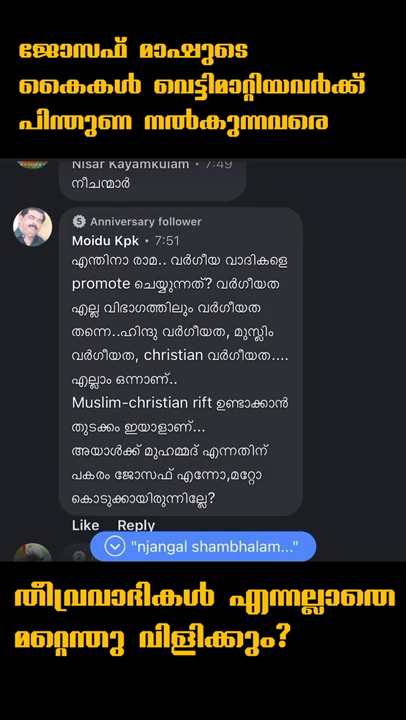 ജോസഫ് മാഷുടെ
കൈകൾ വെട്ടിമാറ്റിയവർക്ക്
പിന്തുണ നൽകുന്നവരെ
Nisar Kayamkulam • 7:49
നീചന്മാർ
5 Anniversary follower
Moidu Kpk • 7:51
എന്തിനാ രാമ.. വർഗീയ വാദികളെ
promote ചെയ്യുന്നത്? വർഗീയത
എല്ല വിഭാഗത്തിലും വർഗീയത
തന്നെ..ഹിന്ദു വർഗീയത, മുസ്ലിം
വർഗീയത, christian വർഗീയത....
എല്ലാം ഒന്നാണ്..
Muslim-christian rift ഉണ്ടാക്കാൻ
തുടക്കം ഇയാളാണ്...
അയാൾക്ക് മുഹമ്മദ് എന്നതിന്
പകരം ജോസഫ് എന്നോ,മറ്റോ
കൊടുക്കായിരുന്നില്ലേ?
Like Reply
"njangal shambhalam..."
തീവ്രവാദികൾ എന്നല്ലാതെ
മറ്റെന്തു വിളിക്കും?